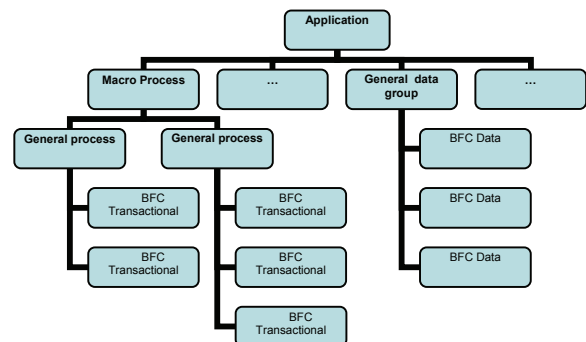 Application
Macro Process
...
General data
group
...
General process
General process
BFC Data
BFC
Transactional
BFC
Transactional
BFC Data
BFC
Transactional
BFC
Transactional
BFC Data
BFC
Transactional